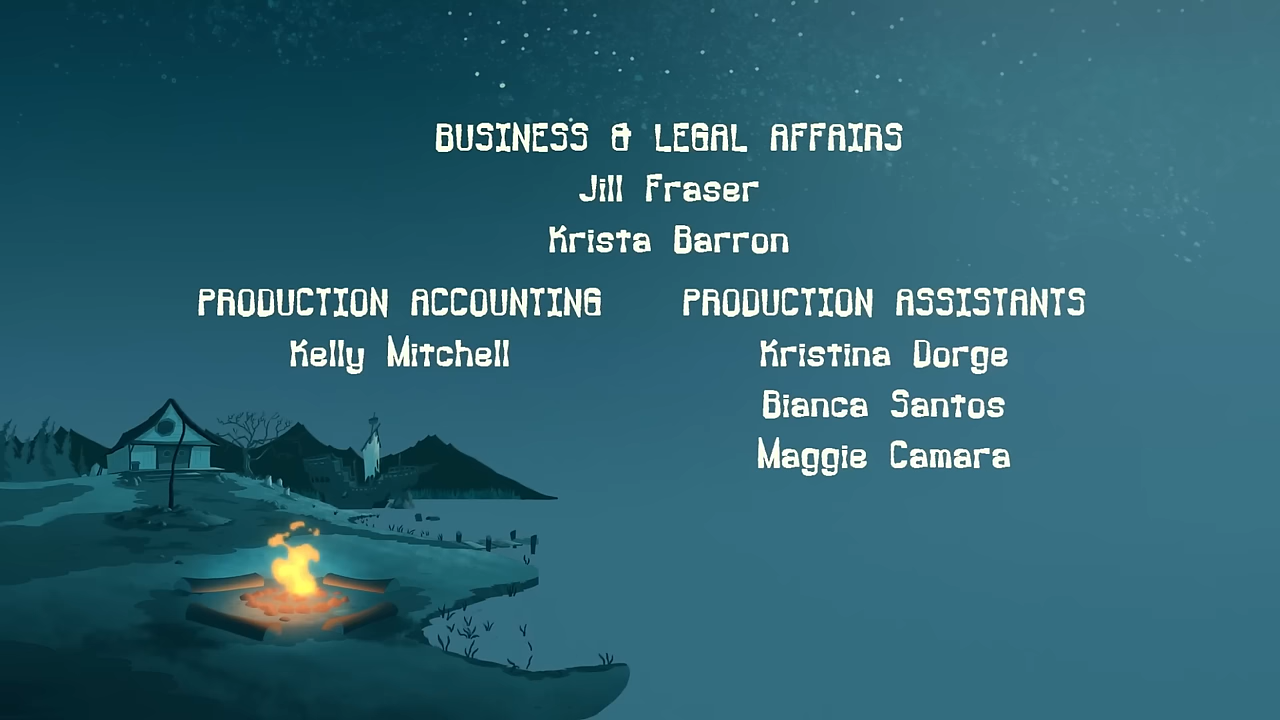 BUSINESS & LEGAL AFFAIRS
Jill Fraser
Krista Barron
PRODUCTION ACCOUNTING
Kelly Mitchell
PRODUCTION ASSISTANTS
Kristina Dorge
Bianca Santos
Maggie Camara